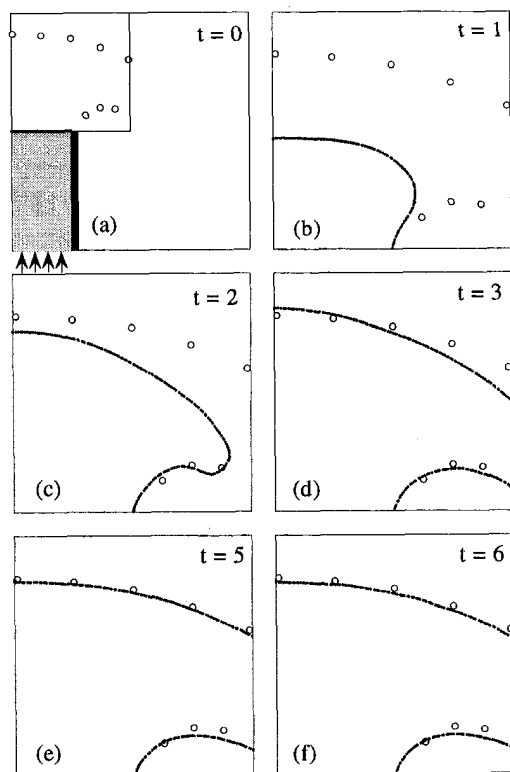 t = 0
(a)
t = 1
(b)
t = 2
(c)
t = 3
(d)
t = 5
(e)
t = 6
(f)